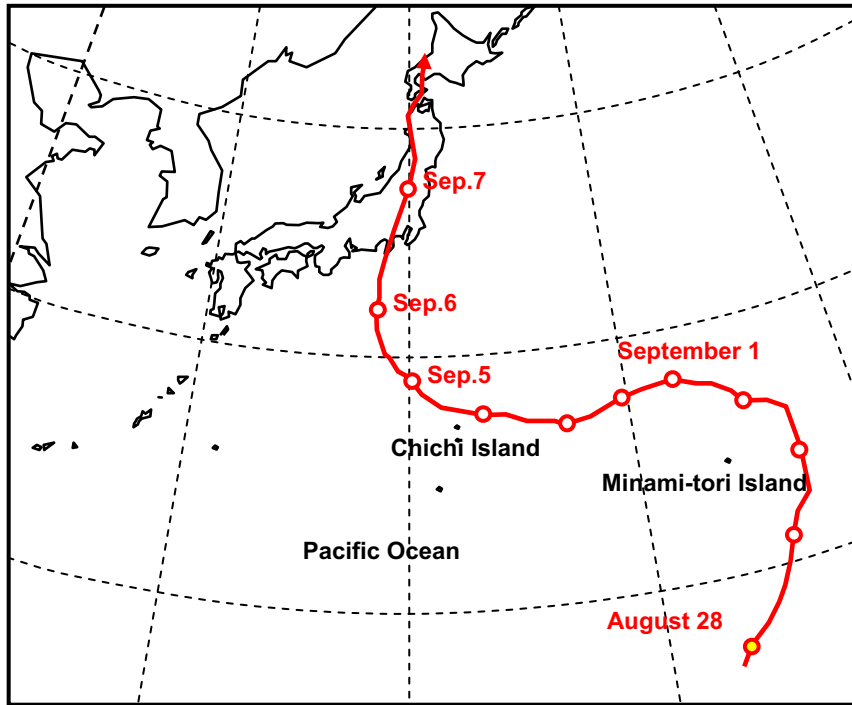 Sep.7
Sep.6
September 1
Sep.5
Chichi Island
Minami-tori Island
Pacific Ocean
August 28